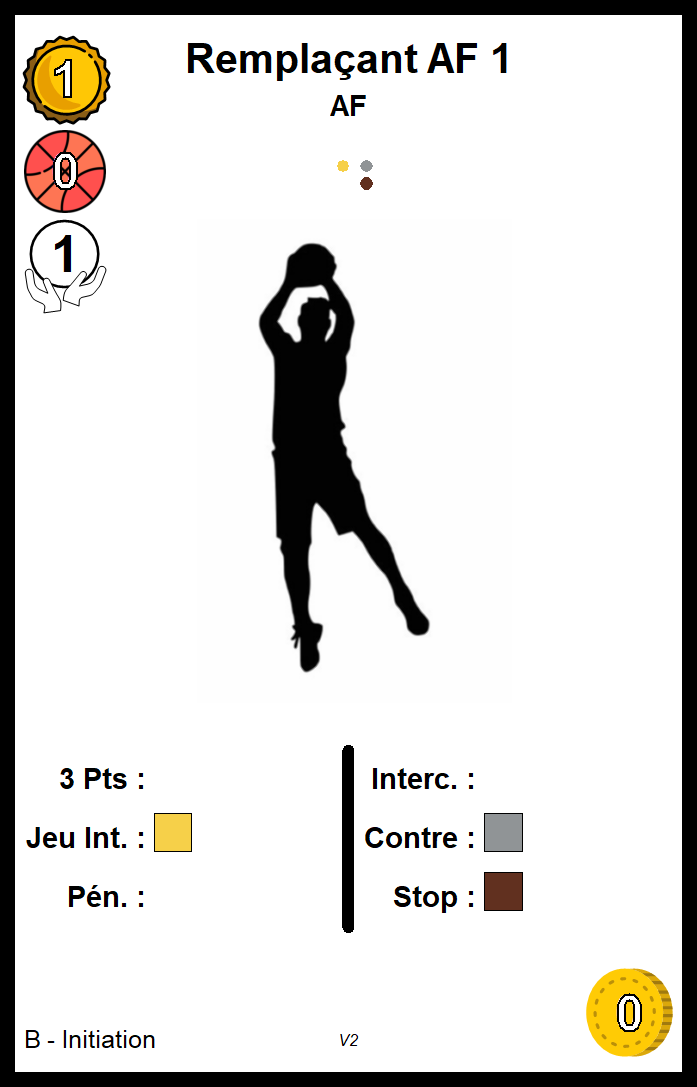 1
Remplaçant AF 1
AF
0
1
3 Pts :
Interc. :
Jeu Int. :
Contre :
Pén. :
Stop :
0
B - Initiation
V2